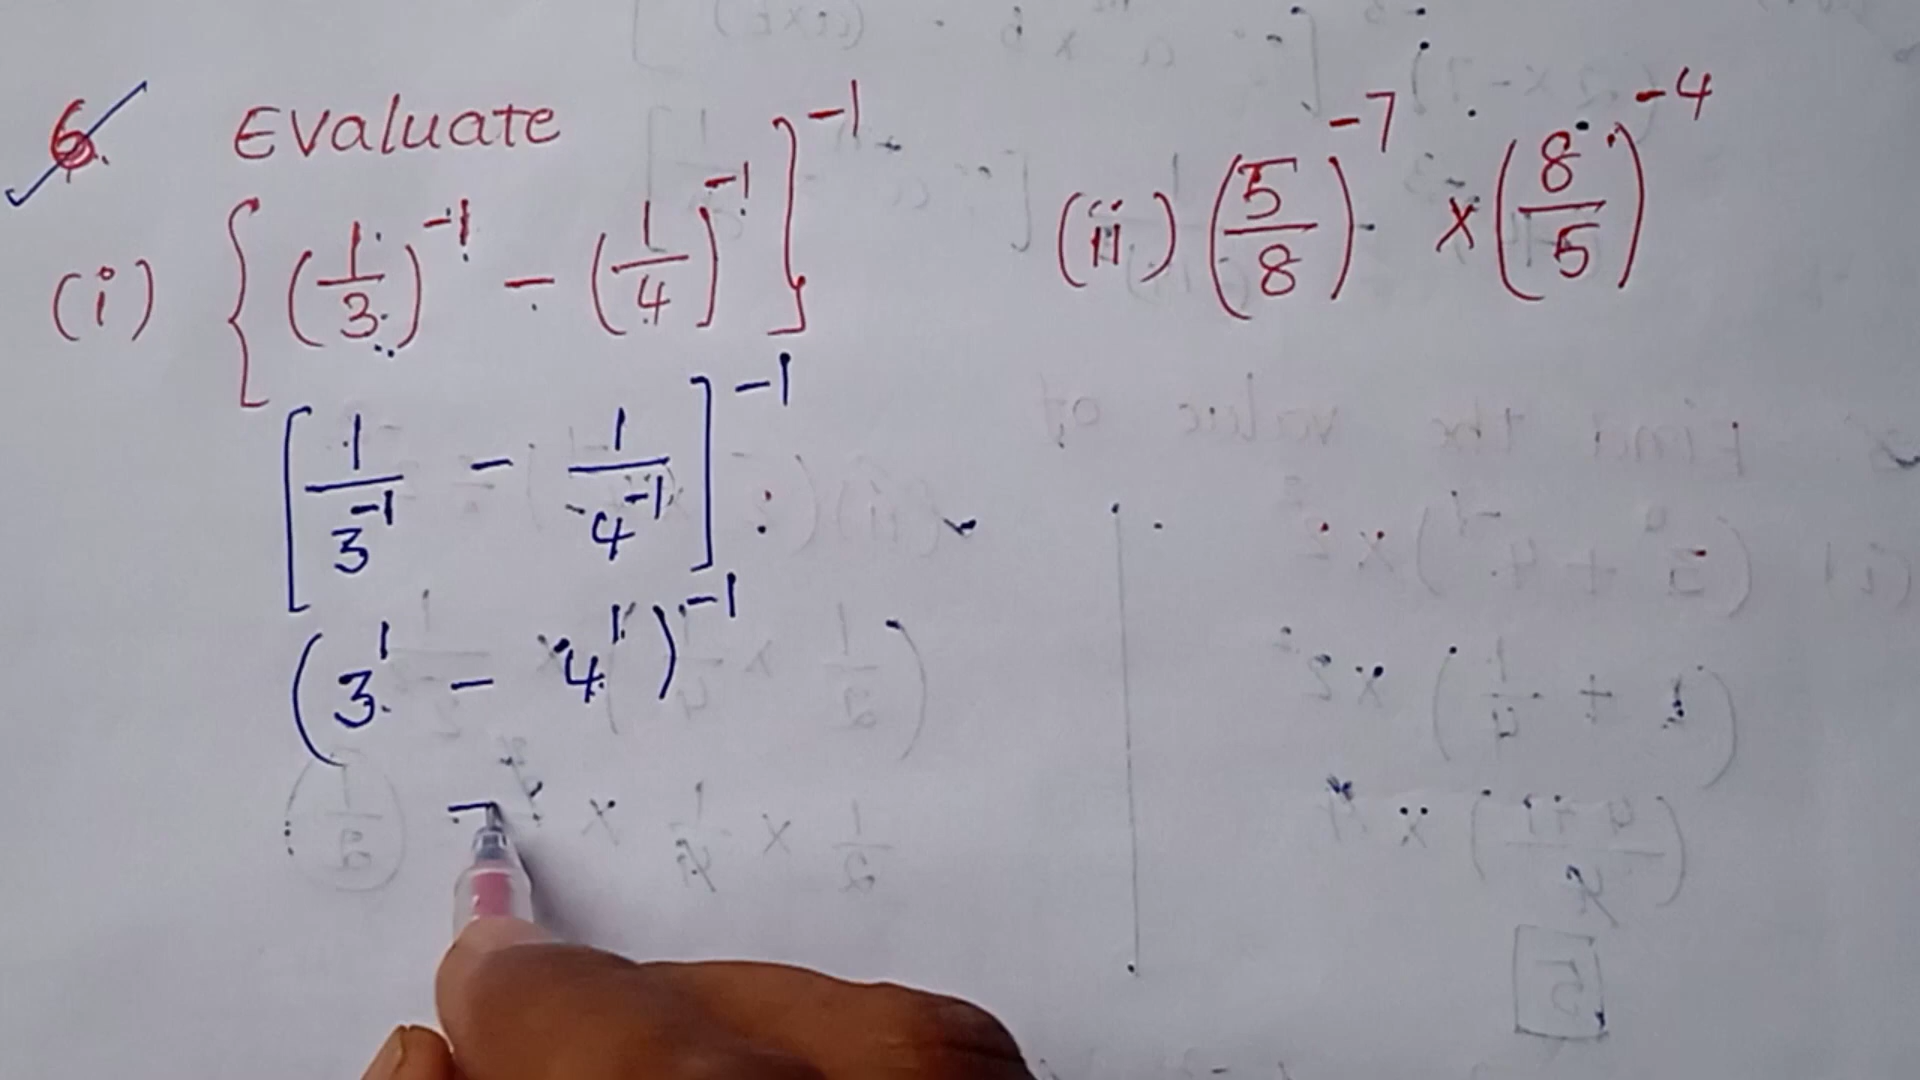 6. Evaluate
(i) { (1/3)^-1 - (1/4)^-1 }^-1
(ii) (5/8)^-7 × (8/5)^-4
[ 1/3^-1 - 1/4^-1 ]^-1
(3^1 - 4^1)^-1
-